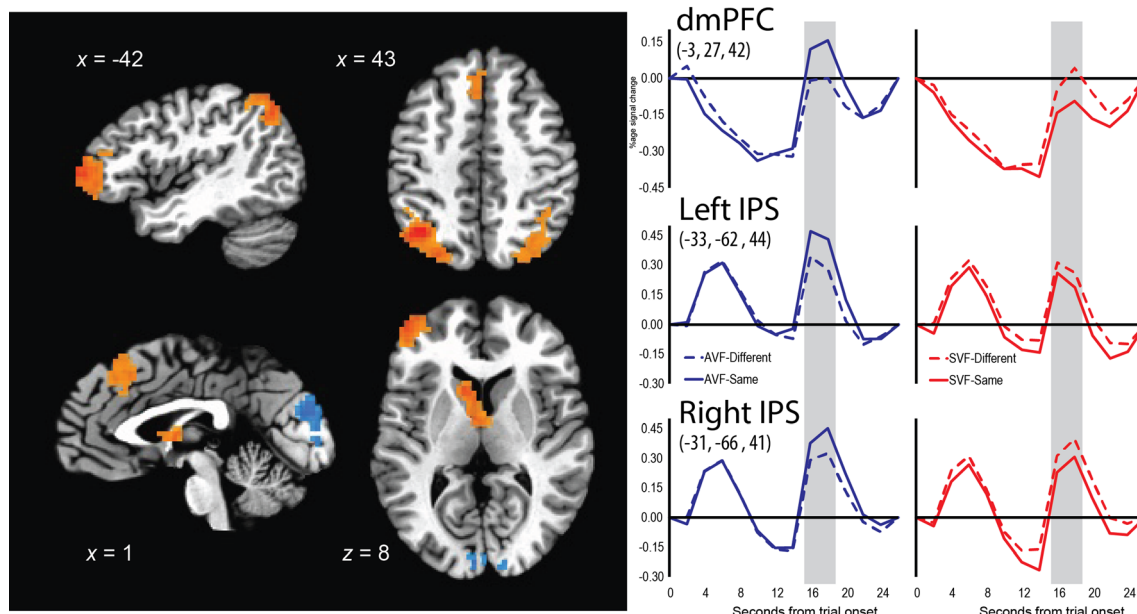 x = -42
x = 43
x = 1
z = 8
dmPFC
(-3, 27, 42)
%age signal change
0.15
0.00
-0.15
-0.30
-0.45
Left IPS
(-33, -62, 44)
0.45
0.30
0.15
0.00
-0.15
-0.30
AVF-Different
AVF-Same
SVF-Different
SVF-Same
Right IPS
(-31, -66, 41)
0.45
0.30
0.15
0.00
-0.15
-0.30
0 4 8 12 16 20 24
0 4 8 12 16 20 24
Seconds from trial onset
Seconds from trial onset